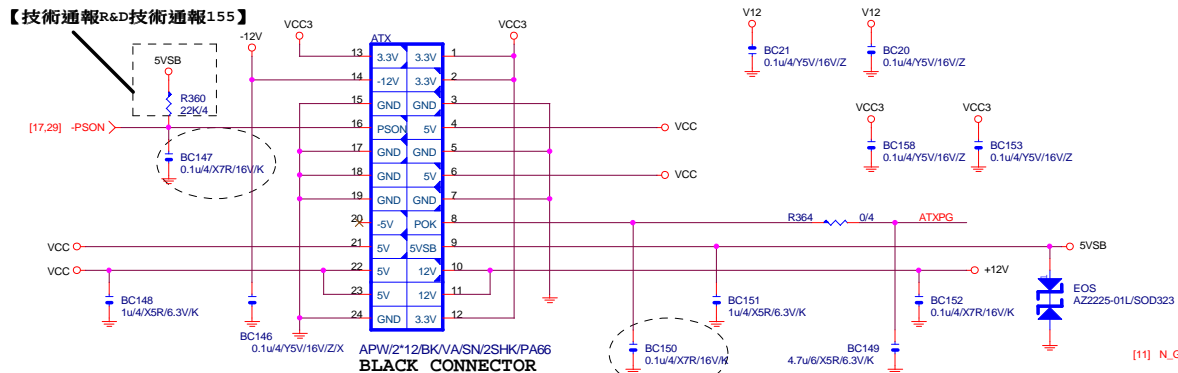 【技術通報R&D技術通報155】
5VSB
R360
22K/4
[17,29] -PSON
BC147
0.1u/4/X7R/16V/K
-12V
VCC3
ATX
VCC3
13 3.3V 3.3V 1
14 -12V 3.3V 2
15 GND GND 3
16 PSON 5V 4
17 GND GND 5
18 GND 5V 6
19 GND GND 7
20 -5V POK 8
21 5V 5VSB 9
22 5V 12V 10
23 5V 12V 11
24 GND 3.3V 12
APW/2*12/BK/VA/SN/2SHK/PA66
BLACK CONNECTOR
VCC
VCC
VCC
VCC
BC148
1u/4/X5R/6.3V/K
BC146
0.1u/4/Y5V/16V/Z/X
V12
BC21
0.1u/4/Y5V/16V/Z
V12
BC20
0.1u/4/Y5V/16V/Z
VCC3
BC158
0.1u/4/Y5V/16V/Z
VCC3
BC153
0.1u/4/Y5V/16V/Z
R364 0/4 ATXPG
5VSB
+12V
BC151
1u/4/X5R/6.3V/K
BC152
0.1u/4/X7R/16V/K
EOS
AZ2225-01L/SOD323
BC150
0.1u/4/X7R/16V/K
BC149
4.7u/6/X5R/6.3V/K
[11] N_G